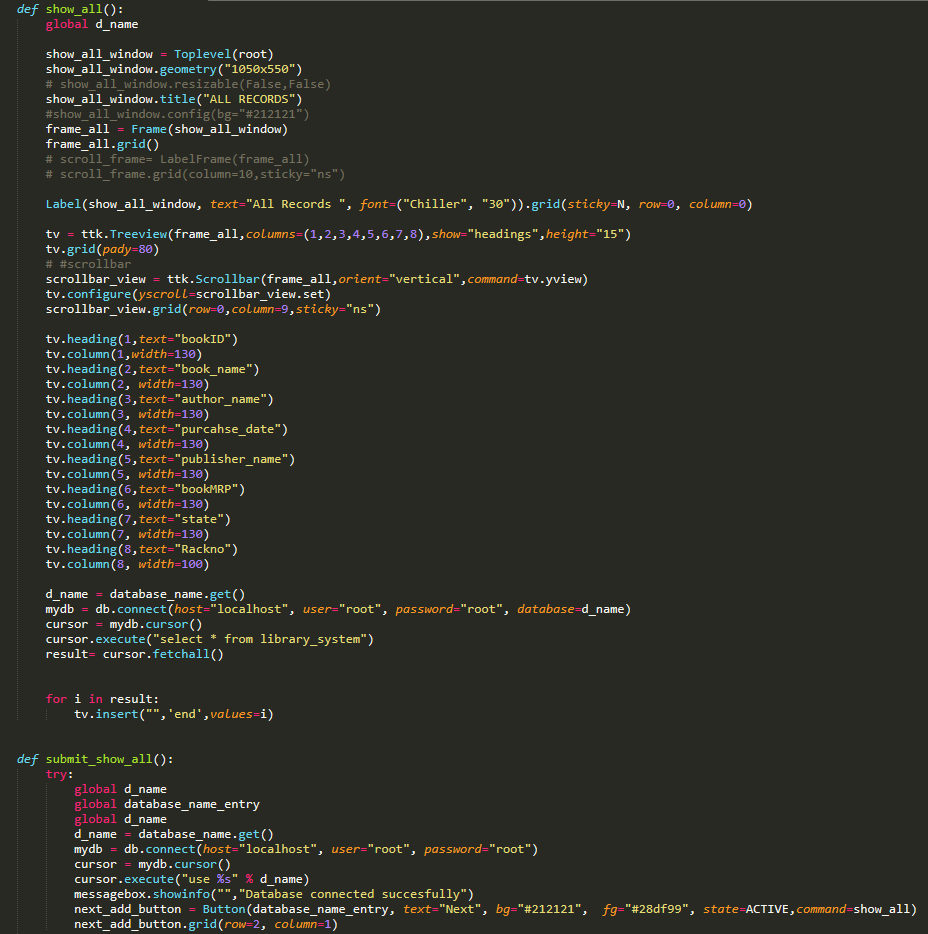 def show_all():
    global d_name

    show_all_window = Toplevel(root)
    show_all_window.geometry("1050x550")
    # show_all_window.resizable(False,False)
    show_all_window.title("ALL RECORDS")
    #show_all_window.config(bg="#212121")
    frame_all = Frame(show_all_window)
    frame_all.grid()
    # scroll_frame= LabelFrame(frame_all)
    # scroll_frame.grid(column=10,sticky="ns")

    Label(show_all_window, text="All Records ", font=("Chiller", "30")).grid(sticky=N, row=0, column=0)

    tv = ttk.Treeview(frame_all,columns=(1,2,3,4,5,6,7,8),show="headings",height="15")
    tv.grid(pady=80)
    # #scrollbar
    scrollbar_view = ttk.Scrollbar(frame_all,orient="vertical",command=tv.yview)
    tv.configure(yscroll=scrollbar_view.set)
    scrollbar_view.grid(row=0,column=9,sticky="ns")

    tv.heading(1,text="bookID")
    tv.column(1,width=130)
    tv.heading(2,text="book_name")
    tv.column(2, width=130)
    tv.heading(3,text="author_name")
    tv.column(3, width=130)
    tv.heading(4,text="purcahse_date")
    tv.column(4, width=130)
    tv.heading(5,text="publisher_name")
    tv.column(5, width=130)
    tv.heading(6,text="bookMRP")
    tv.column(6, width=130)
    tv.heading(7,text="state")
    tv.column(7, width=130)
    tv.heading(8,text="Rackno")
    tv.column(8, width=100)

    d_name = database_name.get()
    mydb = db.connect(host="localhost", user="root", password="root", database=d_name)
    cursor = mydb.cursor()
    cursor.execute("select * from library_system")
    result= cursor.fetchall()


    for i in result:
        tv.insert("",'end',values=i)


def submit_show_all():
    try:
        global d_name
        global database_name_entry
        global d_name
        d_name = database_name.get()
        mydb = db.connect(host="localhost", user="root", password="root")
        cursor = mydb.cursor()
        cursor.execute("use %s" % d_name)
        messagebox.showinfo("","Database connected succesfully")
        next_add_button = Button(database_name_entry, text="Next", bg="#212121",  fg="#28df99", state=ACTIVE,command=show_all)
        next_add_button.grid(row=2, column=1)